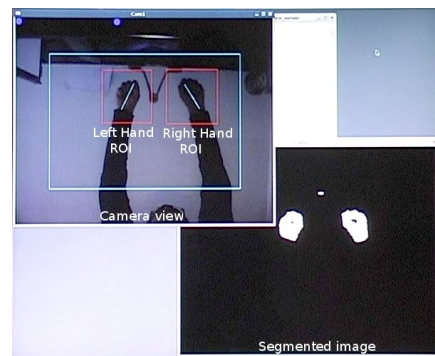 Cam1
Left Hand
ROI
Right Hand
ROI
Camera view
Segmented image